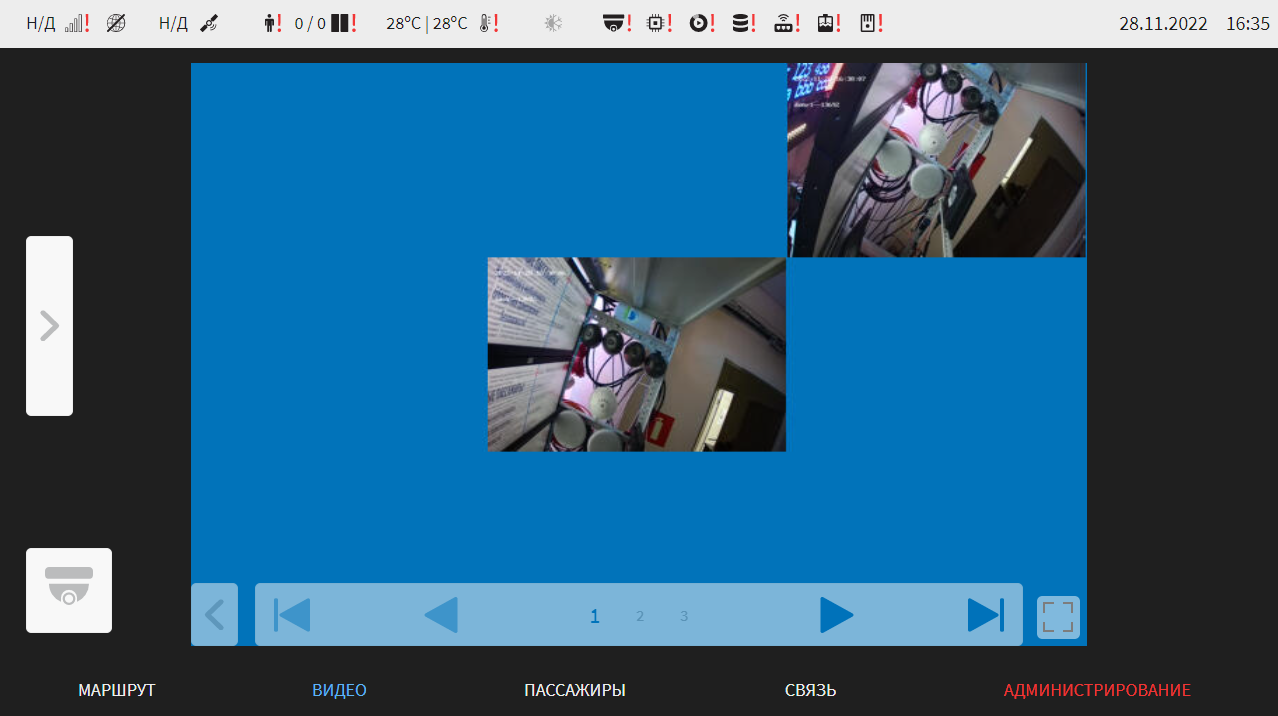 Н/Д ! Н/Д ! 0 / 0 ! 28°C | 28°C ! ! ! ! ! ! ! ! 28.11.2022 16:35
1 2 3
МАРШРУТ ВИДЕО ПАССАЖИРЫ СВЯЗЬ АДМИНИСТРИРОВАНИЕ